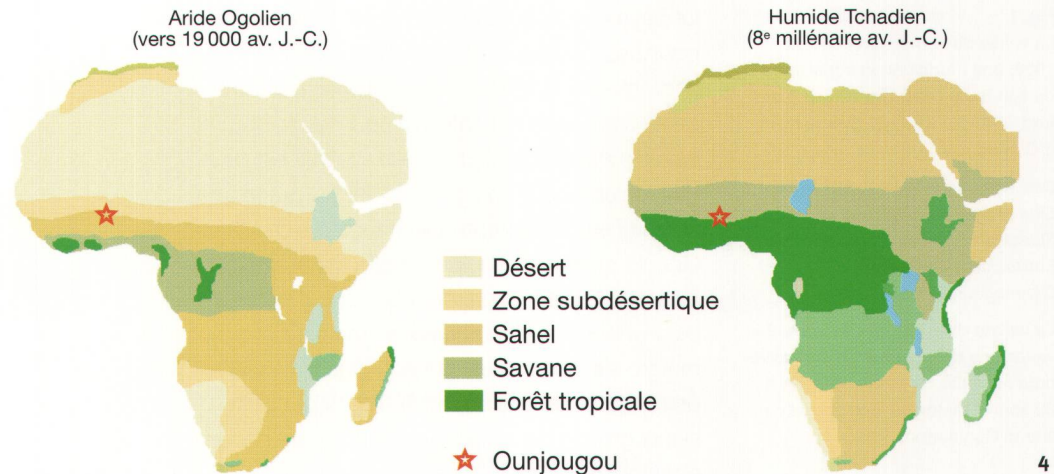 Aride Ogolien
(vers 19 000 av. J.-C.)
Humide Tchadien
(8e millénaire av. J.-C.)
Désert
Zone subdésertique
Sahel
Savane
Forêt tropicale
Ounjougou
4